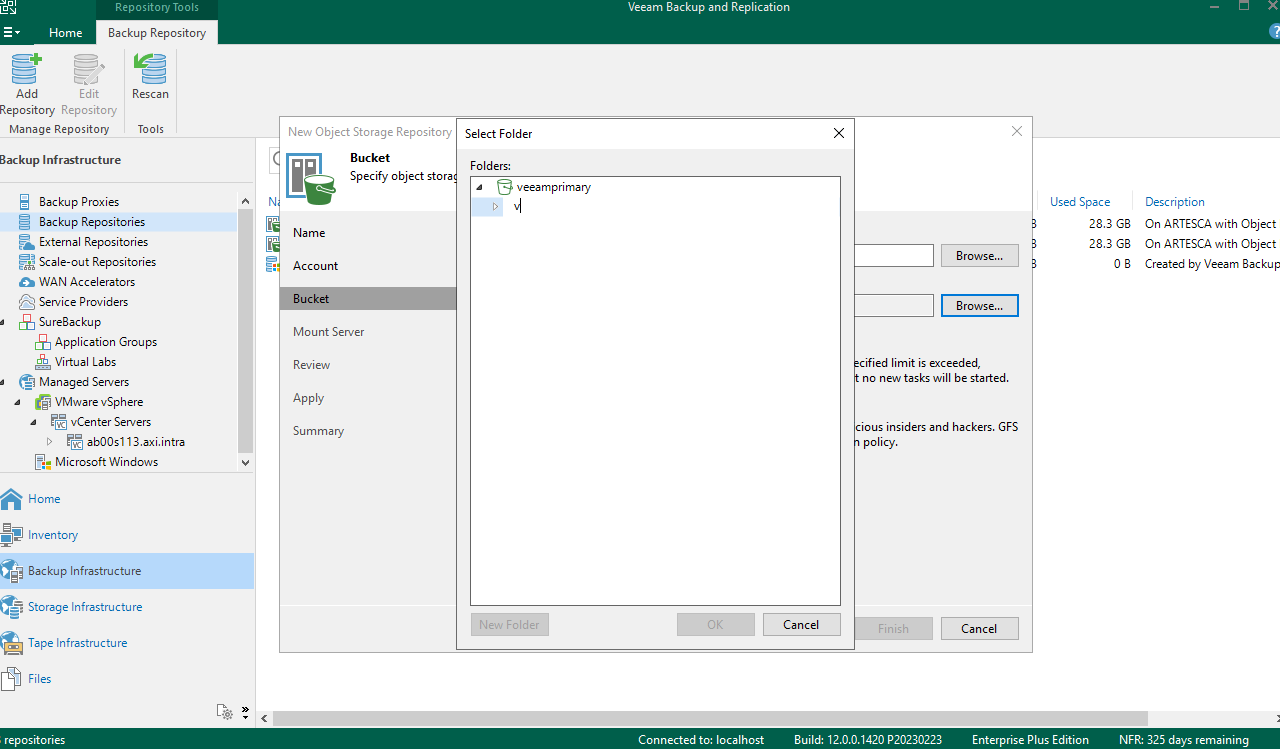 Repository Tools
Veeam Backup and Replication
Home
Backup Repository
Add
Repository
Edit
Repository
Rescan
Manage Repository
Tools
Backup Infrastructure
Backup Proxies
Backup Repositories
External Repositories
Scale-out Repositories
WAN Accelerators
Service Providers
SureBackup
Application Groups
Virtual Labs
Managed Servers
VMware vSphere
vCenter Servers
ab00s113.axi.intra
Microsoft Windows
Home
Inventory
Backup Infrastructure
Storage Infrastructure
Tape Infrastructure
Files
New Object Storage Repository
Bucket
Specify object storag
Name
Account
Bucket
Mount Server
Review
Apply
Summary
Select Folder
Folders:
veeamprimary
v
New Folder
OK
Cancel
Browse...
Browse...
ecified limit is exceeded,
t no new tasks will be started.
cious insiders and hackers. GFS
n policy.
Finish
Cancel
Used Space
Description
28.3 GB
On ARTESCA with Object
28.3 GB
On ARTESCA with Object
0 B
Created by Veeam Backup
repositories
Connected to: localhost
Build: 12.0.0.1420 P20230223
Enterprise Plus Edition
NFR: 325 days remaining